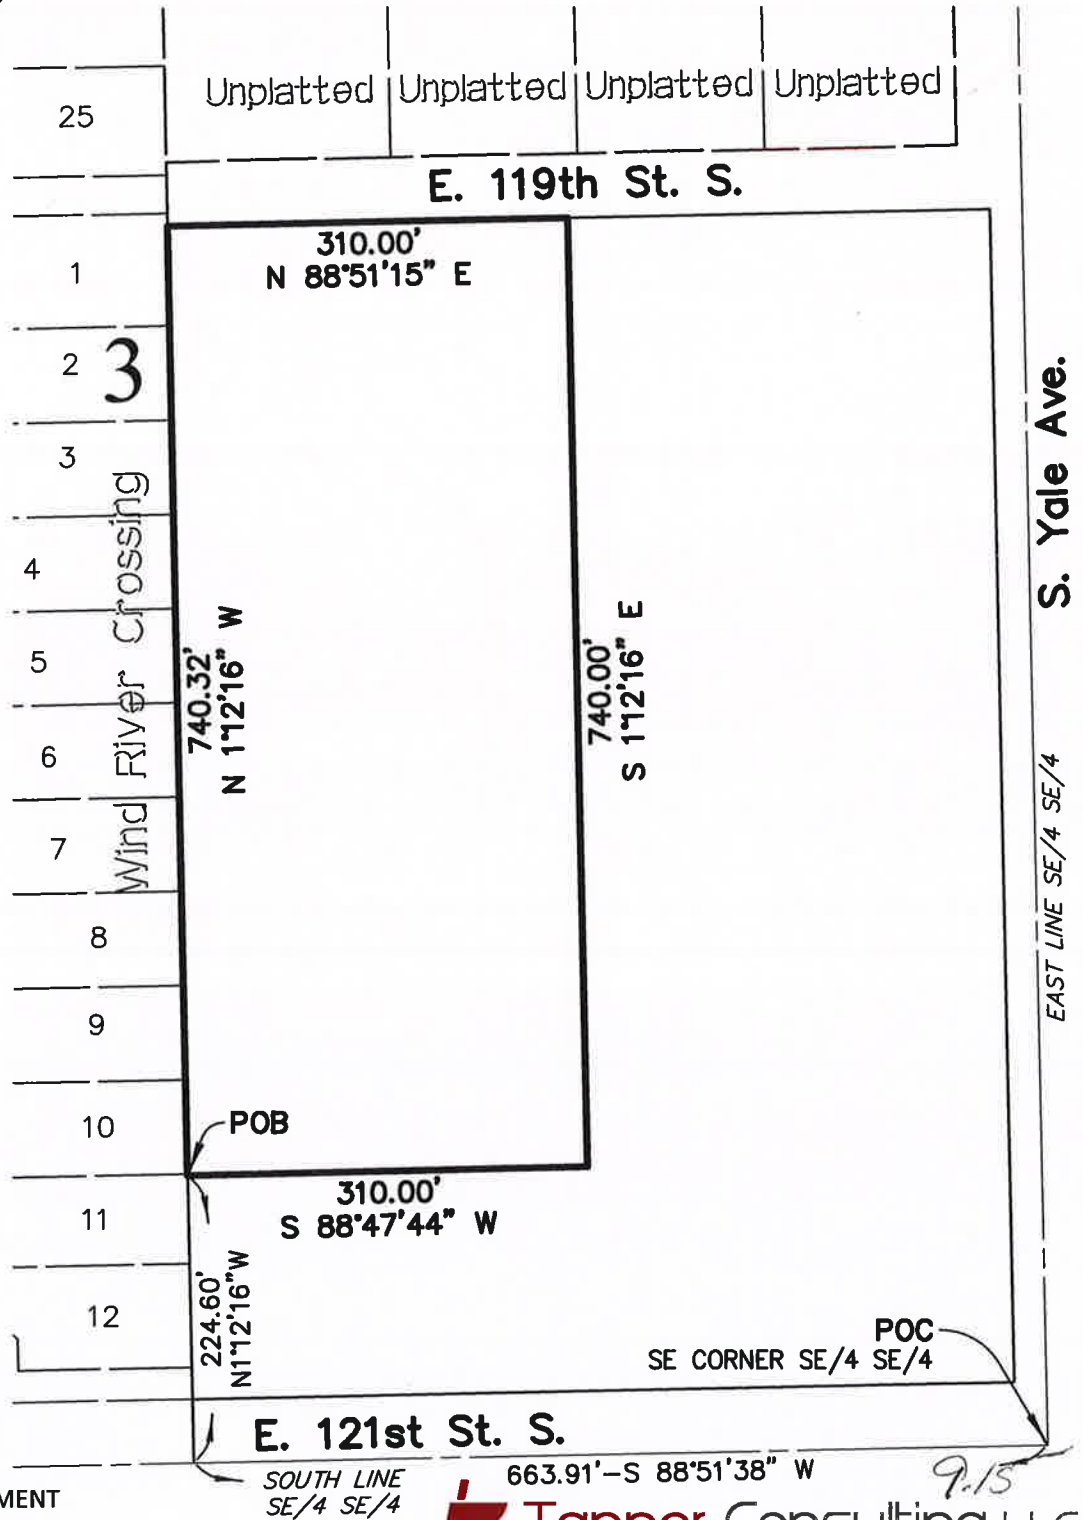 Unplatted Unplatted Unplatted Unplatted
25
E. 119th St. S.
310.00'
N 88°51'15" E
1
2
3
3
4
5
6
7
8
9
10
11
12
Wind River Crossing
740.32'
N 1°12'16" W
740.00'
S 1°12'16" E
S. Yale Ave.
EAST LINE SE/4 SE/4
POB
310.00'
S 88°47'44" W
224.60'
N1°12'16"W
POC
SE CORNER SE/4 SE/4
E. 121st St. S.
SOUTH LINE
SE/4 SE/4
663.91'-S 88°51'38" W
9.15
MENT
Tanner Consulting LLC